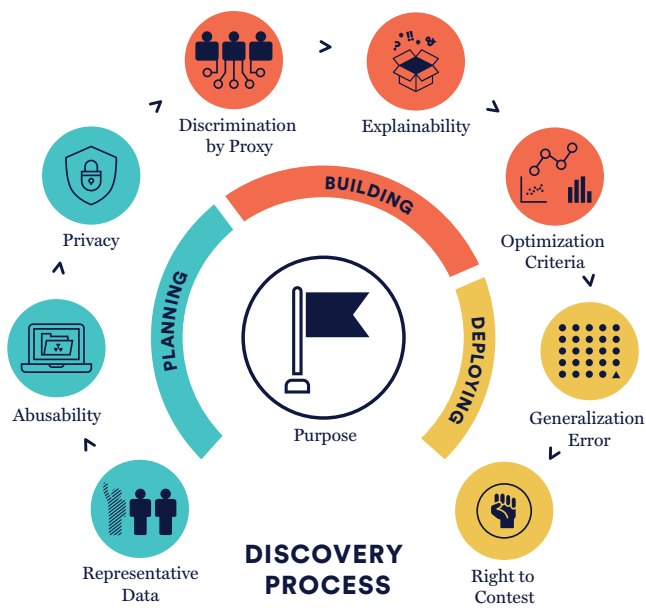 Discrimination
by Proxy
Explainability
Privacy
BUILDING
Optimization
Criteria
PLANNING
DEPLOYING
Abusability
Generalization
Error
Purpose
Representative
Data
DISCOVERY
PROCESS
Right to
Contest
? * !! &